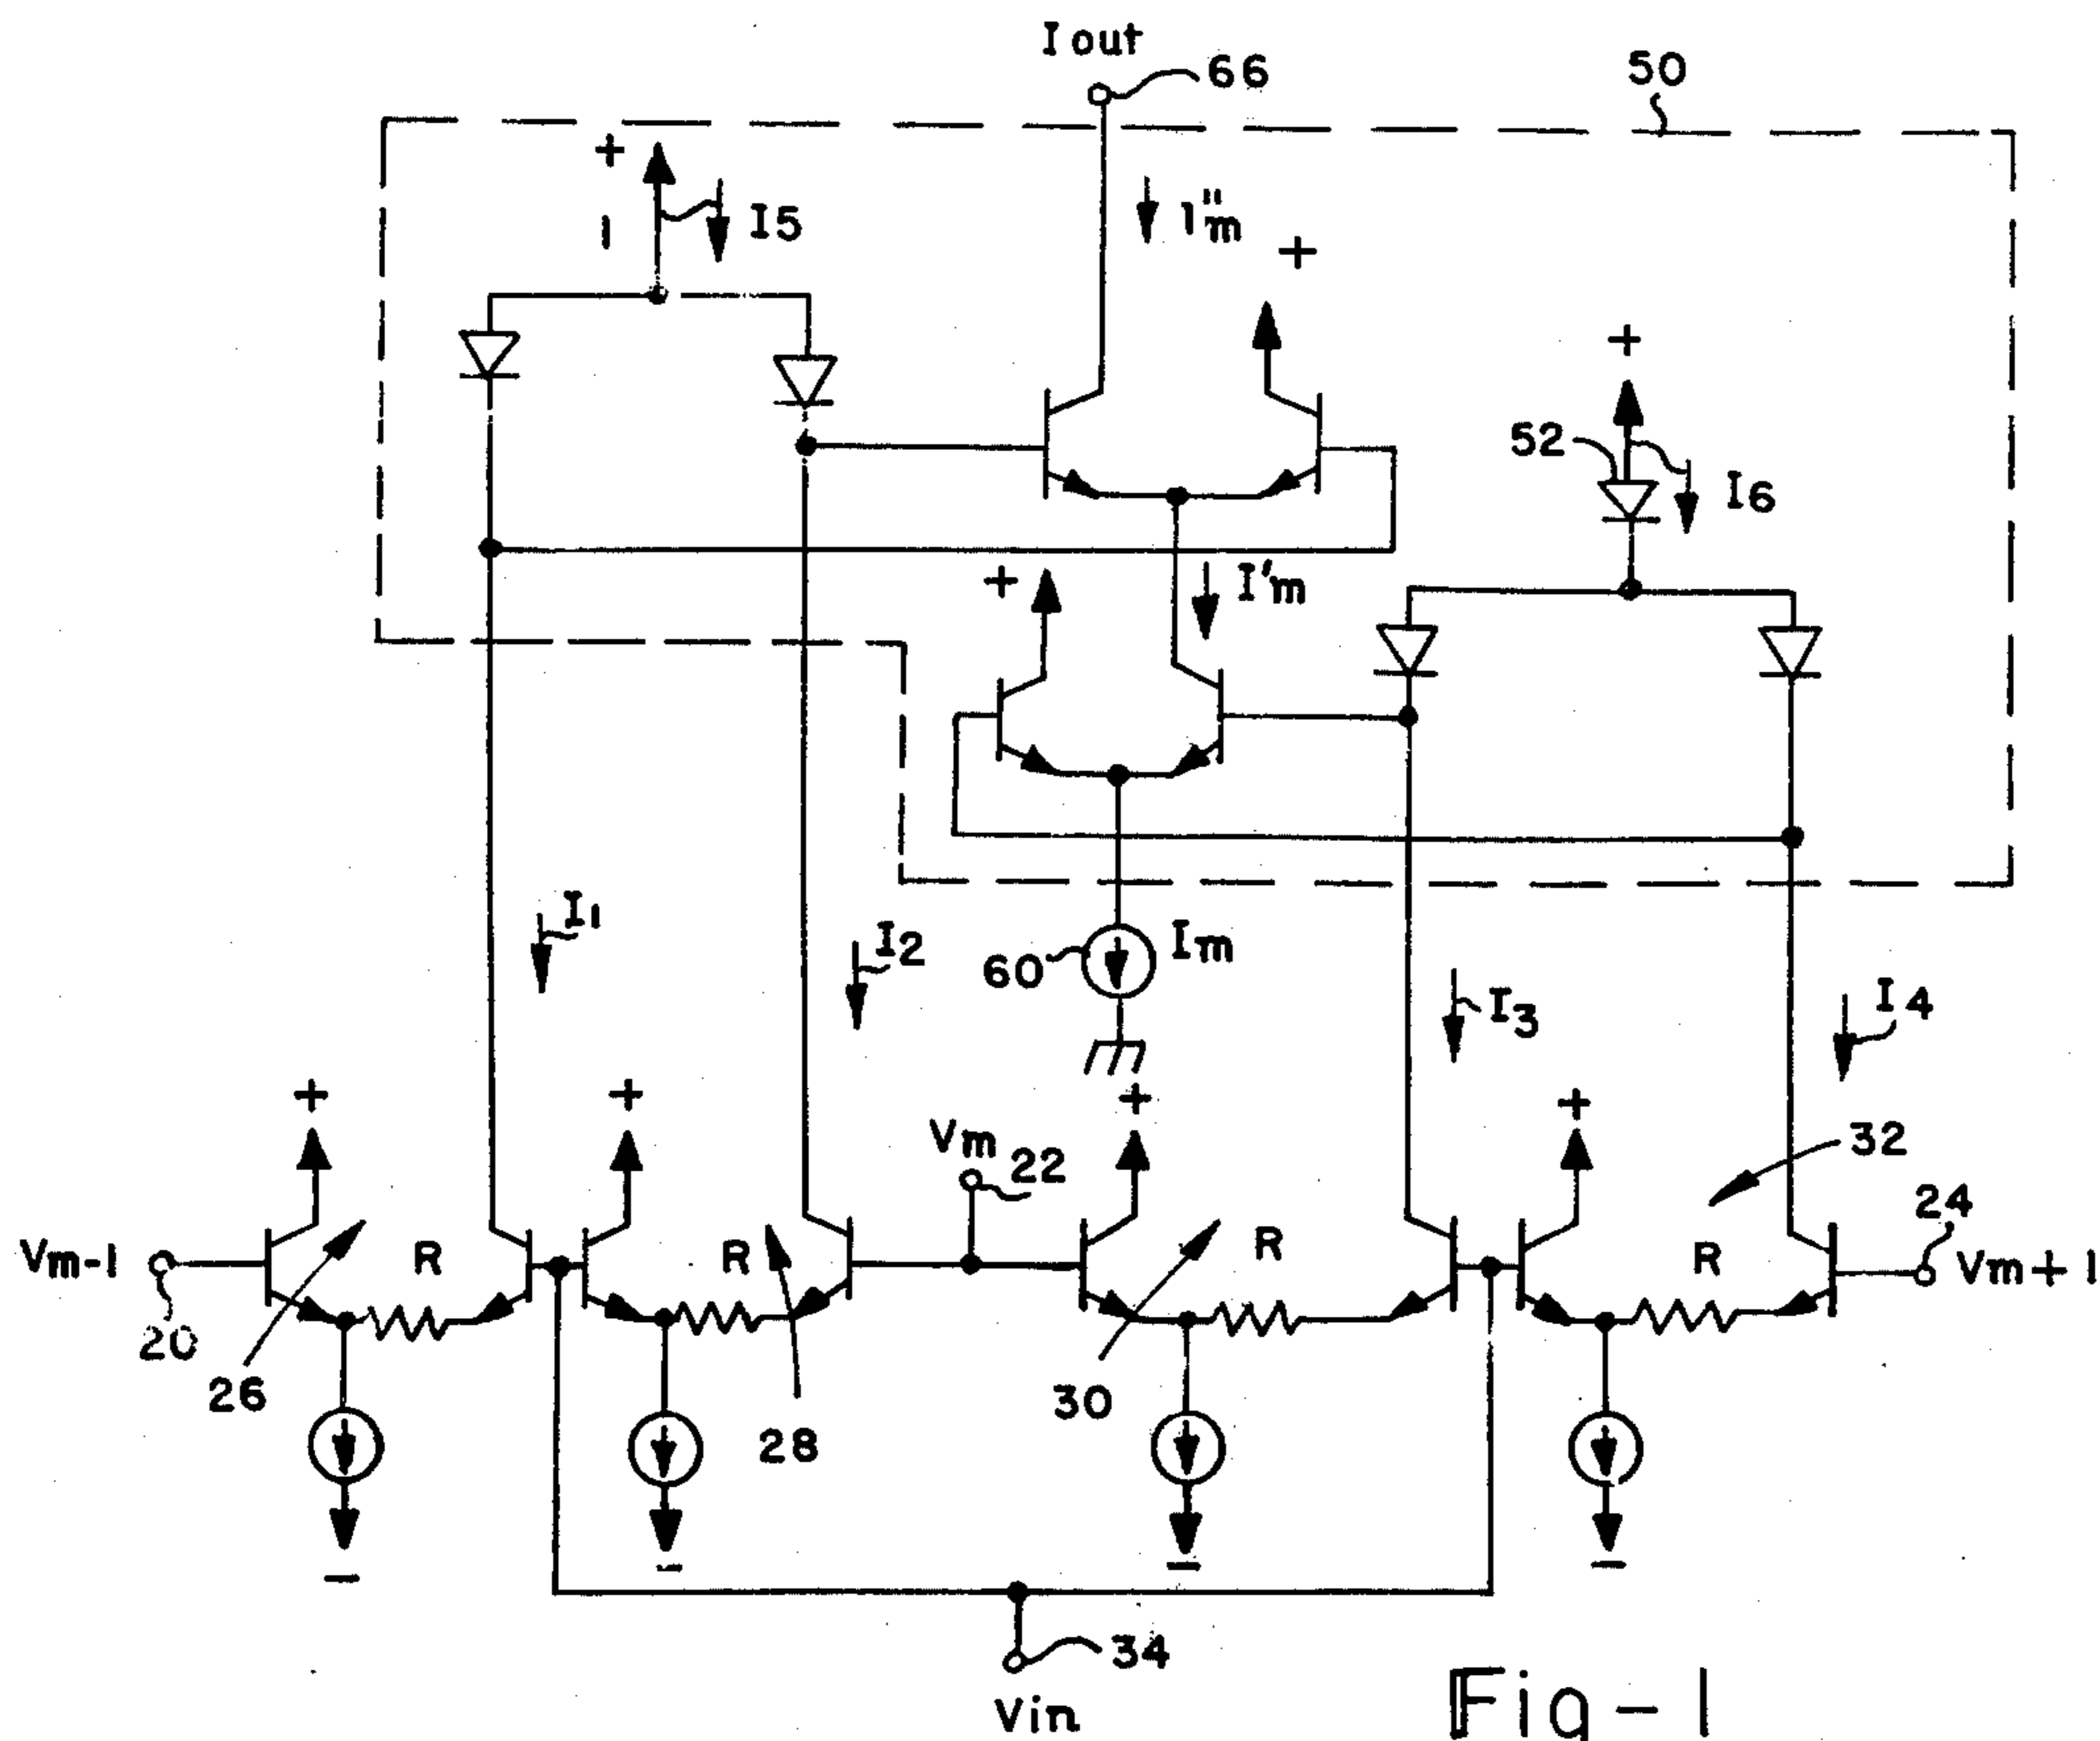 Iout
66
50
+
I5
I
I"m
+
+
52
I6
+
I'm
I1
I2
60
Im
I3
I4
+
+
Vm
22
+
+
32
24
Vm-1
R
R
R
R
Vm+1
20
26
28
30
-
-
-
-
34
Vin
Fig-1